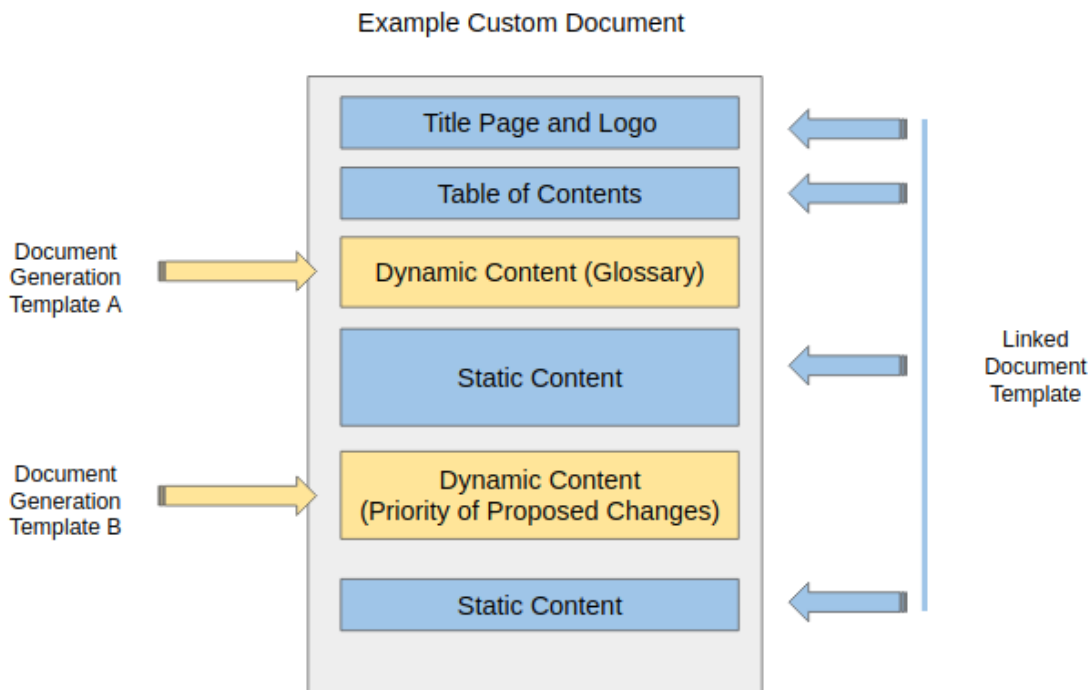 Example Custom Document
Title Page and Logo
Table of Contents
Document
Generation
Template A
Dynamic Content (Glossary)
Static Content
Linked
Document
Template
Document
Generation
Template B
Dynamic Content
(Priority of Proposed Changes)
Static Content